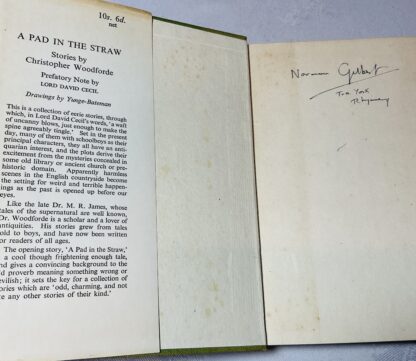 10s. 6d.
net
A PAD IN THE STRAW
Stories by
Christopher Woodforde
Prefatory Note by
LORD DAVID CECIL
Drawings by Yunge-Bateman
This is a collection of eerie stories, through
which, in Lord David Cecil's words, 'a waft
of uncanny blows, just enough to make the
spine agreeably tingle.' Set in the present
day, many of them with schoolboys as their
principal characters, they all have an anti-
quarian interest, and the plots derive their
excitement from the mysteries concealed in
some old library or ancient church or pre-
historic domain. Apparently harmless
scenes in the English countryside become
the setting for weird and terrible happen-
ings as the past is opened up before our
eyes.
Like the late Dr. M. R. James, whose
tales of the supernatural are well known,
Dr. Woodforde is a scholar and a lover of
antiquities. His stories grew from tales
told to boys, and have now been written
for readers of all ages.
The opening story, 'A Pad in the Straw,'
a cool though frightening enough tale,
and gives a convincing background to the
old proverb meaning something wrong or
devilish; it sets the key for a collection of
stories which are 'odd, charming, and not
like any other stories of their kind.'
Norman Gilbert